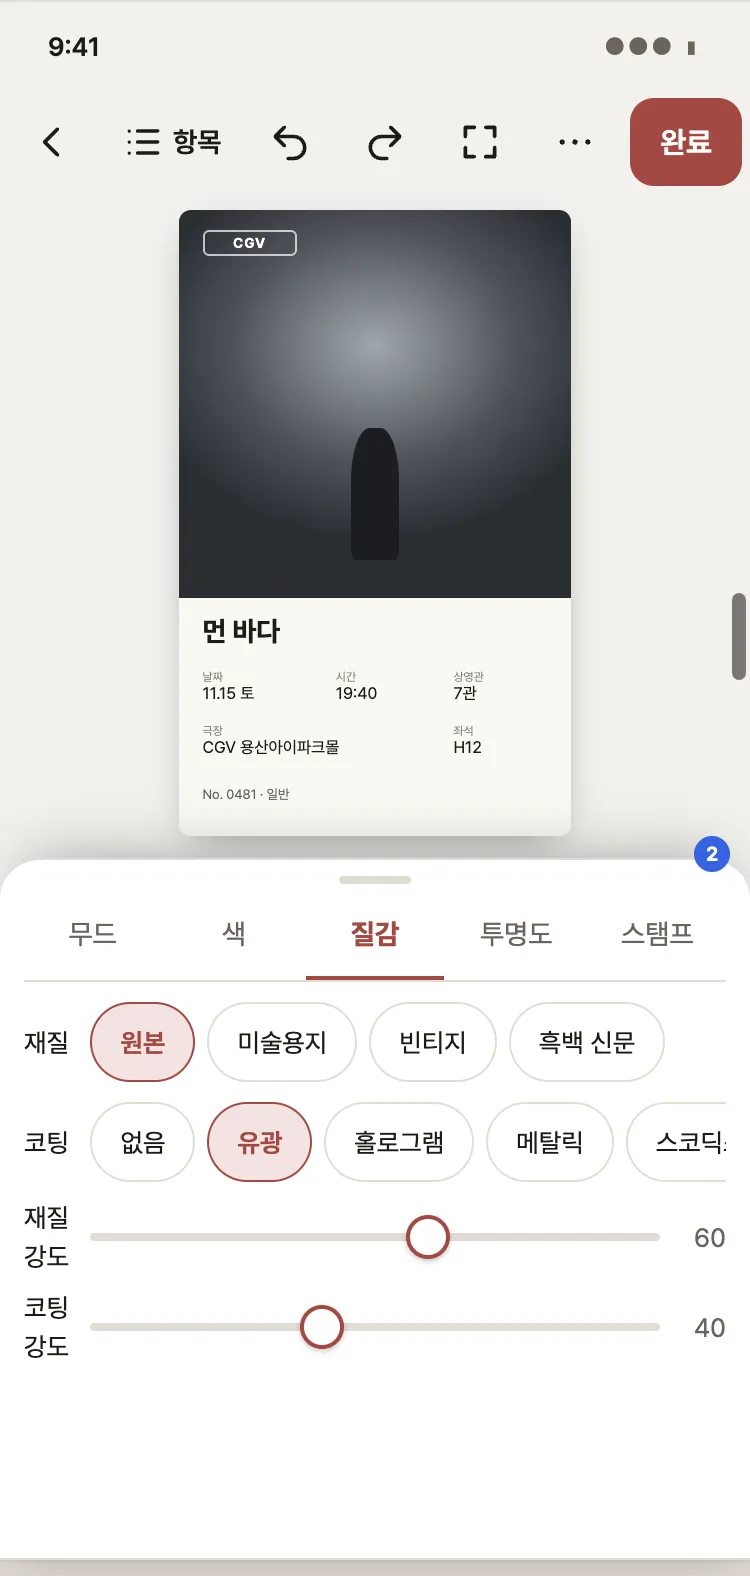 9:41
항목
완료
CGV
먼 바다
날짜 시간 상영관
11.15 토 19:40 7관
극장 좌석
CGV 용산아이파크몰 H12
No. 0481 · 일반
2
무드 색 질감 투명도 스탬프
재질 원본 미술용지 빈티지 흑백 신문
코팅 없음 유광 홀로그램 메탈릭 스코딕
재질
강도 60
코팅
강도 40